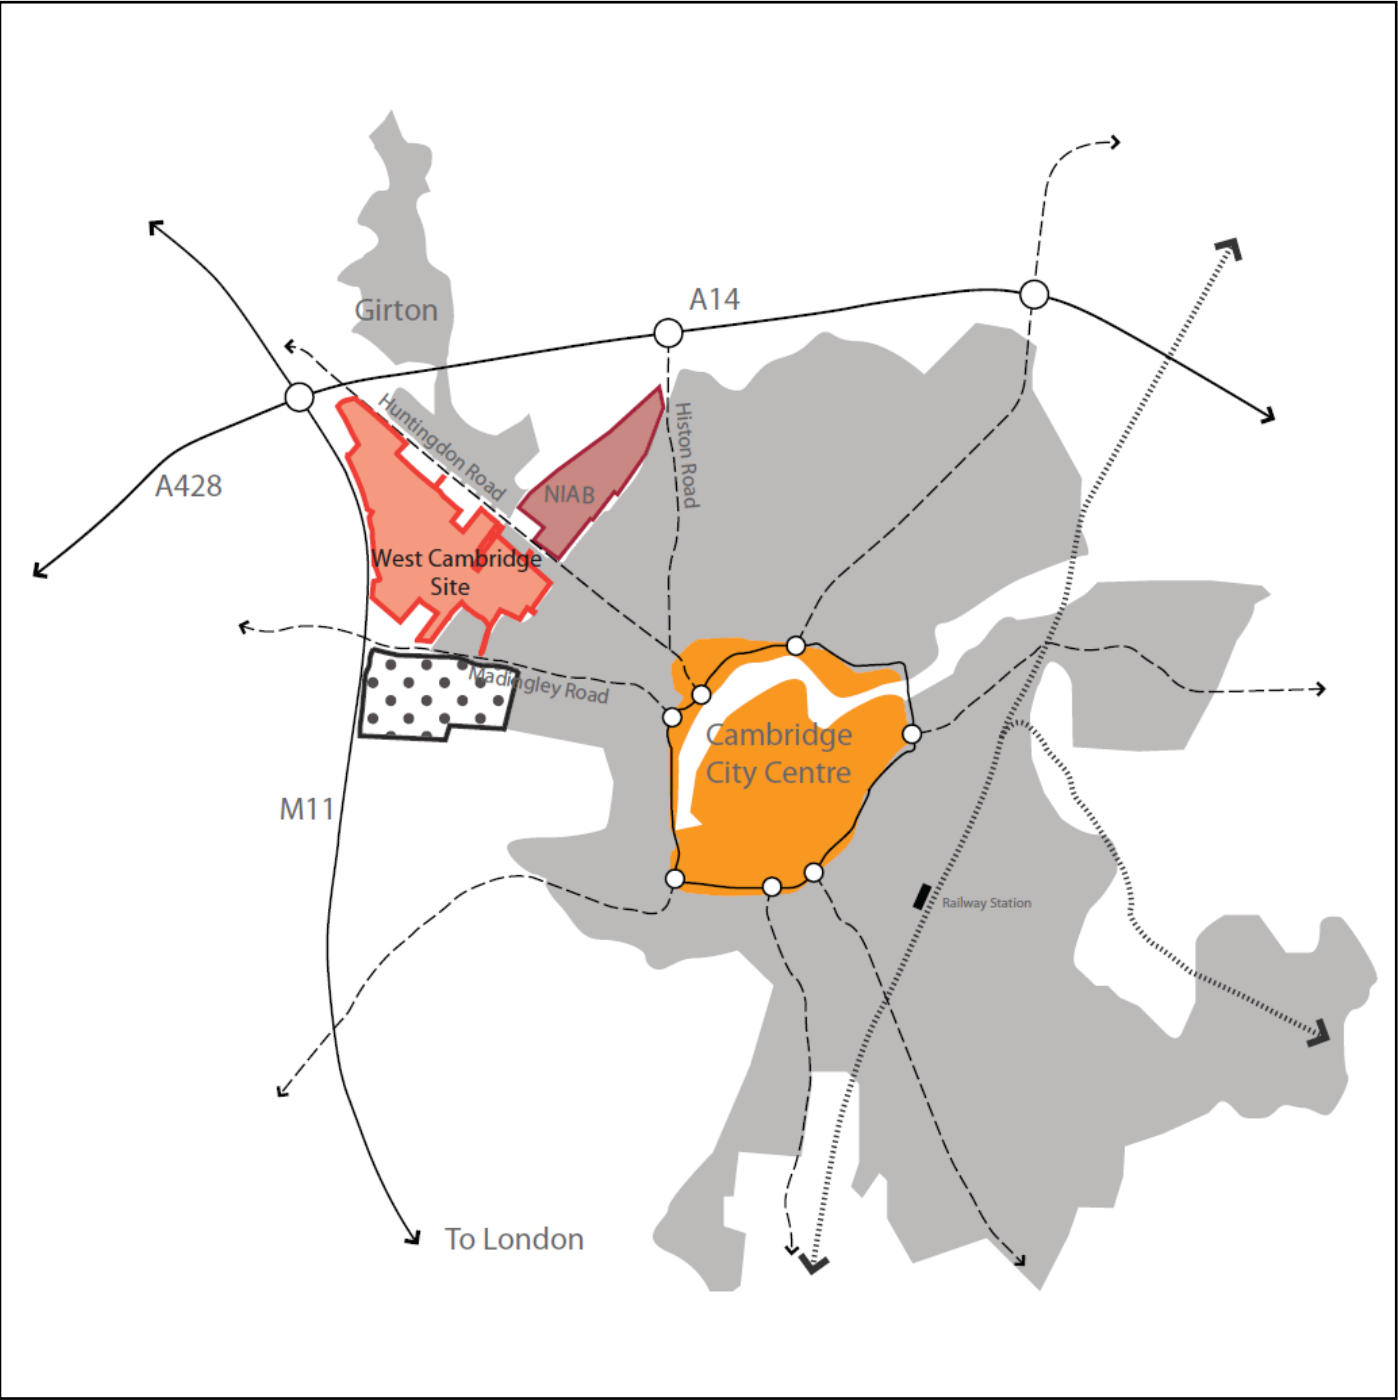 Girton
A14
Huntingdon Road
Histon Road
A428
NIAB
West Cambridge
Site
Madingley Road
Cambridge
City Centre
M11
Railway Station
To London